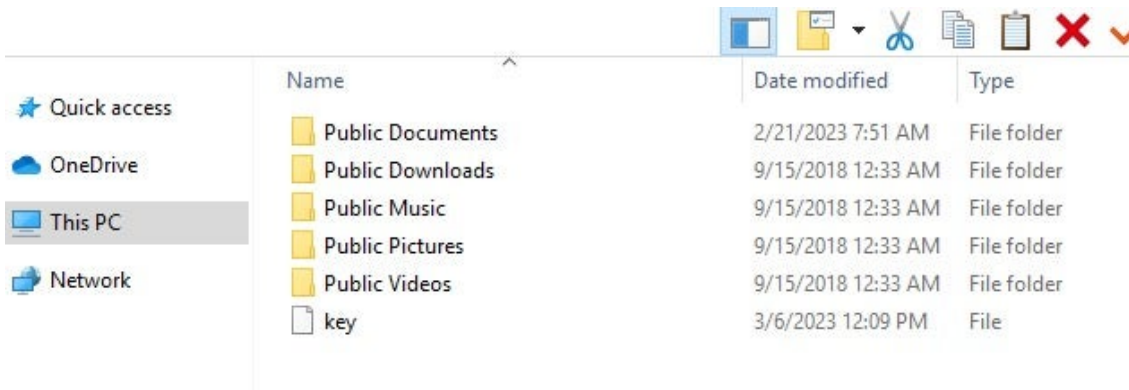 Name Date modified Type
Quick access
OneDrive
This PC
Network
Public Documents 2/21/2023 7:51 AM File folder
Public Downloads 9/15/2018 12:33 AM File folder
Public Music 9/15/2018 12:33 AM File folder
Public Pictures 9/15/2018 12:33 AM File folder
Public Videos 9/15/2018 12:33 AM File folder
key 3/6/2023 12:09 PM File